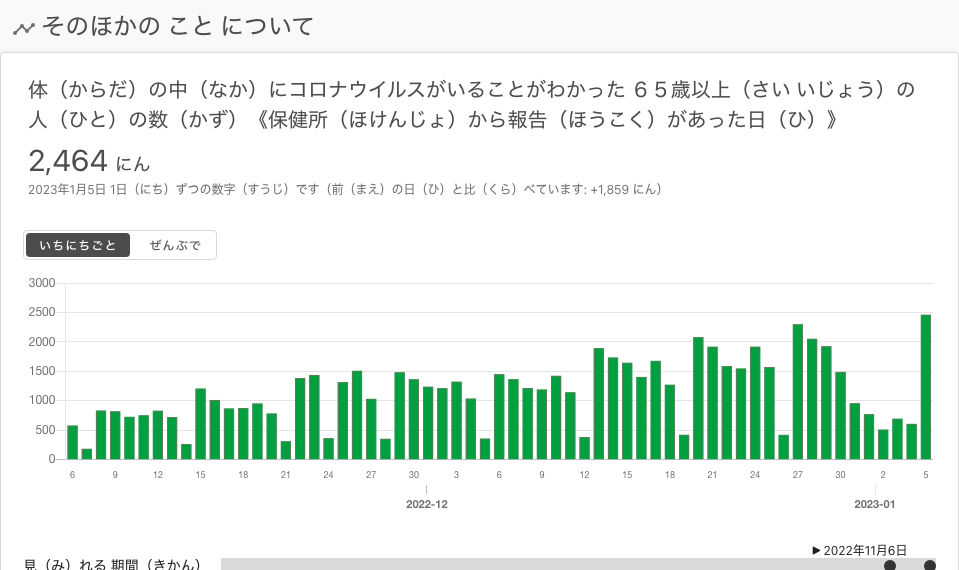 そのほかの こと について
体（からだ）の中（なか）にコロナウイルスがいることがわかった ６５歳以上（さい いじょう）の
人（ひと）の数（かず）《保健所（ほけんじょ）から報告（ほうこく）があった日（ひ）》
2,464 にん
2023年1月5日 1日（にち）ずつの数字（すうじ）です（前（まえ）の日（ひ）と比（くら）べています: +1,859 にん）
いちにちごと ぜんぶで
3000
2500
2000
1500
1000
500
0
6 9 12 15 18 21 24 27 30 3 6 9 12 15 18 21 24 27 30 2 5
2022-12 2023-01
▶2022年11月6日
見（み）れる 期間（きかん）